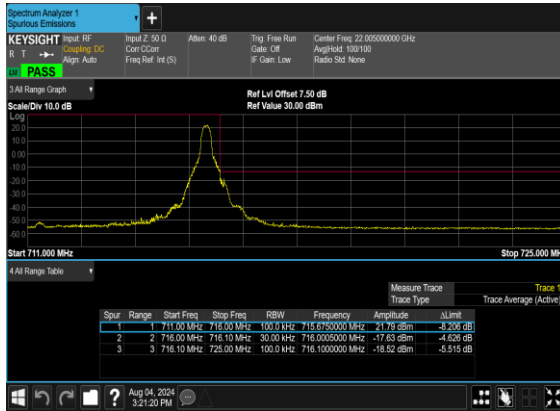 Spectrum Analyzer 1
Spurious Emissions
+
KEYSIGHT Input: RF Input Z: 50 Ω Atten: 40 dB Trig: Free Run Center Freq: 22.005000000 GHz
R T Coupling: DC Corr CCorr Gate: Off Avg|Hold: 100/100
Align: Auto Freq Ref: Int (S) IF Gain: Low Radio Std: None
LXI PASS
3 All Range Graph
Ref Lvl Offset 7.50 dB
Scale/Div 10.0 dB Ref Value 30.00 dBm
Log
20.0
10.0
0.00
-10.0
-20.0
-30.0
-40.0
-50.0
-60.0
Start 711.000 MHz Stop 725.000 MH
4 All Range Table
Measure Trace Trace 1
Trace Type Trace Average (Active)
Spur Range Start Freq Stop Freq RBW Frequency Amplitude ΔLimit
1 1 711.00 MHz 716.00 MHz 100.0 kHz 715.6750000 MHz 21.79 dBm -8.206 dB
2 2 716.00 MHz 716.10 MHz 30.00 kHz 716.0005000 MHz -17.63 dBm -4.626 dB
3 3 716.10 MHz 725.00 MHz 100.0 kHz 716.1000000 MHz -18.52 dBm -5.515 dB
? Aug 04, 2024
3:21:20 PM